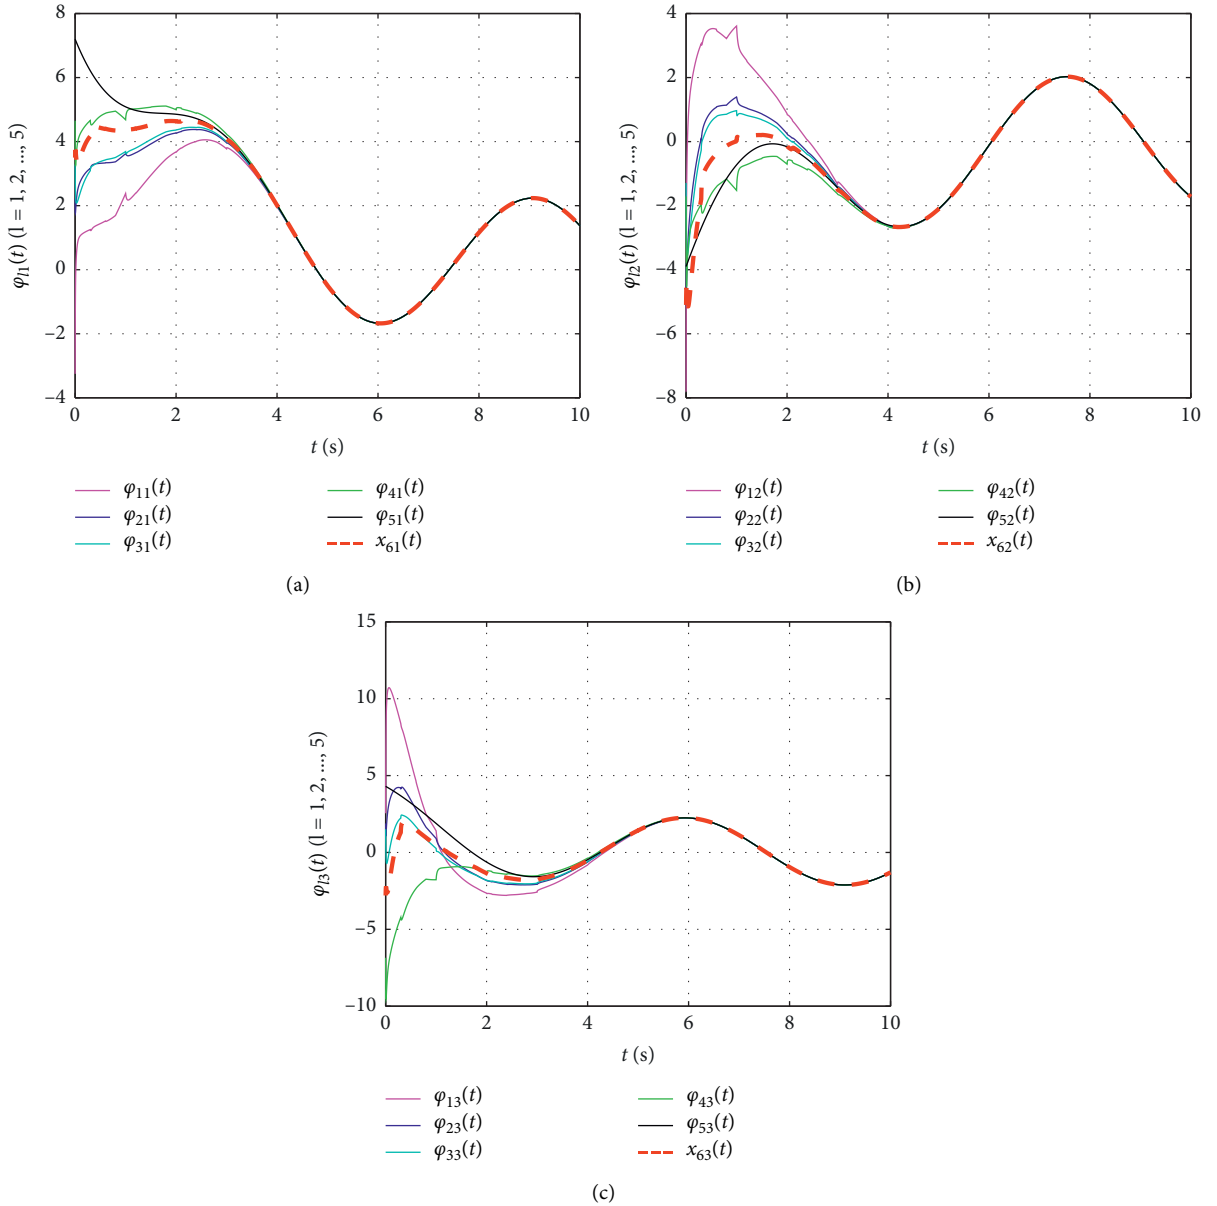 8
6
4
2
0
−2
−4
φl1(t) (l = 1, 2, ..., 5)
0 2 4 6 8 10
t (s)
φ11(t) φ41(t)
φ21(t) φ51(t)
φ31(t) x61(t)
(a)
4
2
0
−2
−4
−6
−8
φl2(t) (l = 1, 2, ..., 5)
0 2 4 6 8 10
t (s)
φ12(t) φ42(t)
φ22(t) φ52(t)
φ32(t) x62(t)
(b)
15
10
5
0
−5
−10
φl3(t) (l = 1, 2, ..., 5)
0 2 4 6 8 10
t (s)
φ13(t) φ43(t)
φ23(t) φ53(t)
φ33(t) x63(t)
(c)